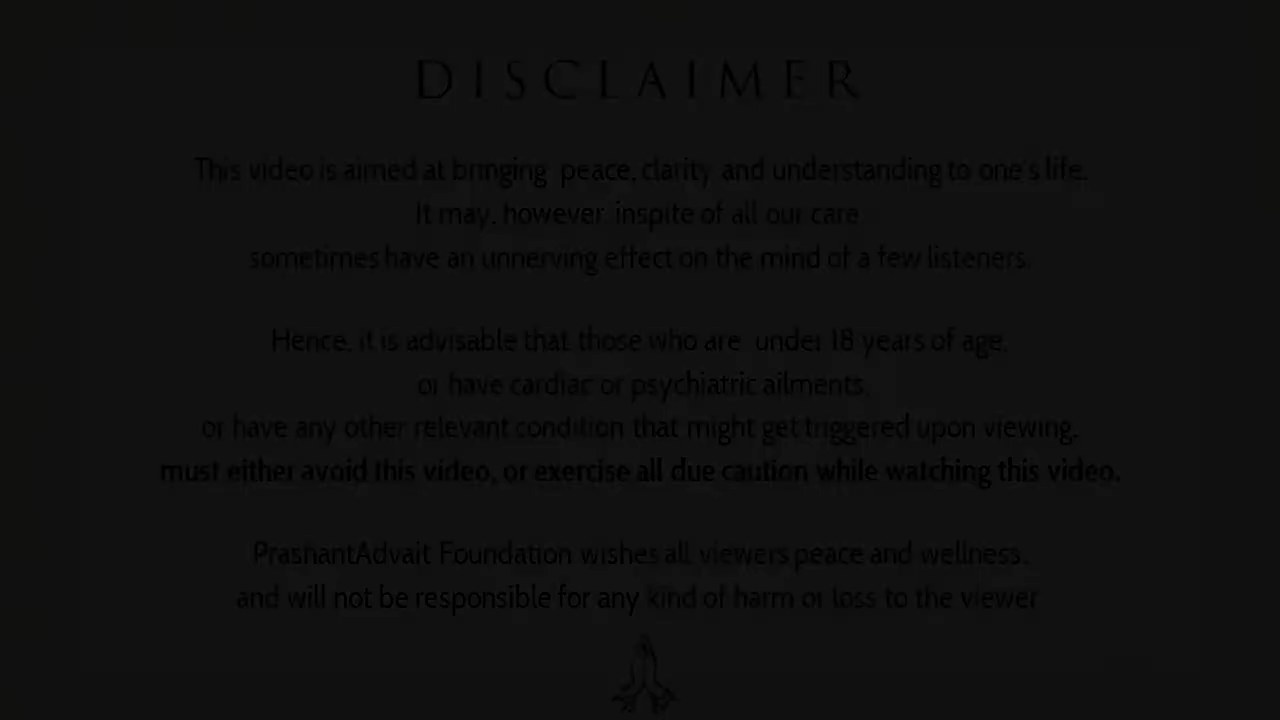 DISCLAIMER
This video is aimed at bringing peace, clarity and understanding to one's life.
It may, however, inspite of all our care
sometimes have an unnerving effect on the mind of a few listeners.
Hence, it is advisable that those who are under 18 years of age,
or have cardiac or psychiatric ailments,
or have any other relevant condition that might get triggered upon viewing,
must either avoid this video, or exercise all due caution while watching this video.
PrashantAdvait Foundation wishes all viewers peace and wellness,
and will not be responsible for any kind of harm or loss to the viewer